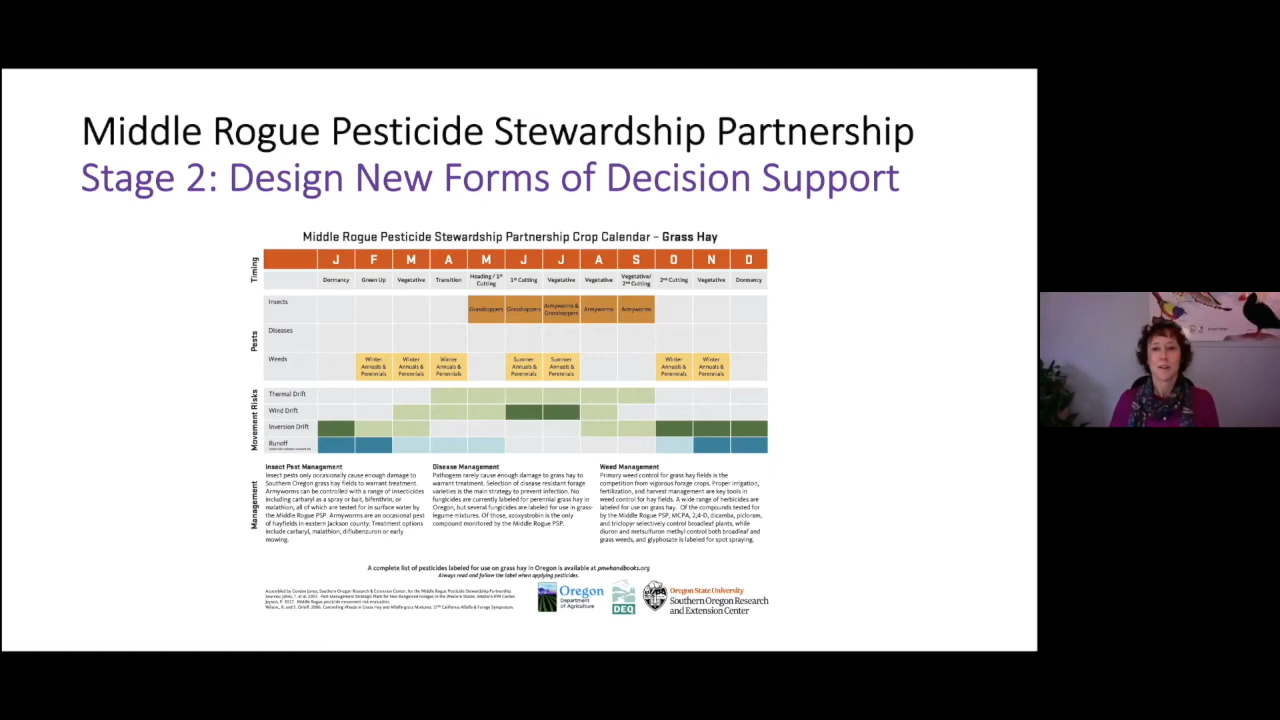 Middle Rogue Pesticide Stewardship Partnership
Stage 2: Design New Forms of Decision Support
Middle Rogue Pesticide Stewardship Partnership Crop Calendar – Grass Hay
Timing
J F M A M J J A S O N D
Dormancy Green Up Vegetative Transition Heading / 1st Cutting 1st Cutting Vegetative Vegetative Vegetative/ 2nd Cutting 2nd Cutting Vegetative Dormancy
Pests
Insects Grasshoppers Grasshoppers Armyworms & Grasshoppers Armyworms Armyworms
Diseases
Weeds Winter Annuals & Perennials Winter Annuals & Perennials Winter Annuals & Perennials Summer Annuals & Perennials Summer Annuals & Perennials Winter Annuals & Perennials Winter Annuals & Perennials
Movement Risks
Thermal Drift
Wind Drift
Inversion Drift
Runoff
Management
Insect Pest Management
Insect pests only occasionally cause enough damage to
Southern Oregon grass hay fields to warrant treatment.
Armyworms can be controlled with a range of insecticides
including carbaryl as a spray or bait, bifenthrin, or
malathion, all of which are tested for in surface water by
the Middle Rogue PSP. Armyworms are an occasional pest
of hayfields in eastern Jackson county. Treatment options
include carbaryl, malathion, diflubenzuron or early
mowing.
Disease Management
Pathogens rarely cause enough damage to grass hay to
warrant treatment. Selection of disease resistant forage
varieties is the main strategy to prevent infection. No
fungicides are currently labeled for perennial grass hay in
Oregon, but several fungicides are labeled for use in grass-
legume mixtures. Of those, azoxystrobin is the only
compound monitored by the Middle Rogue PSP.
Weed Management
Primary weed control for grass hay fields is the
competition from vigorous forage crops. Proper irrigation,
fertilization, and harvest management are key tools in
weed control for hay fields. A wide range of herbicides are
labeled for use on grass hay. Of the compounds tested for
by the Middle Rogue PSP, MCPA, 2,4-D, dicamba, picloram,
and triclopyr selectively control broadleaf plants, while
diuron and metsulfuron methyl control both broadleaf and
grass weeds, and glyphosate is labeled for spot spraying.
A complete list of pesticides labeled for use on grass hay in Oregon is available at pnwhandbooks.org
Always read and follow the label when applying pesticides.
Assembled by Gordon Jones, Southern Oregon Research & Extension Center, for the Middle Rogue Pesticide Stewardship Partnership
Oregon
Department
of Agriculture
DEQ
Oregon State University
Southern Oregon Research
and Extension Center